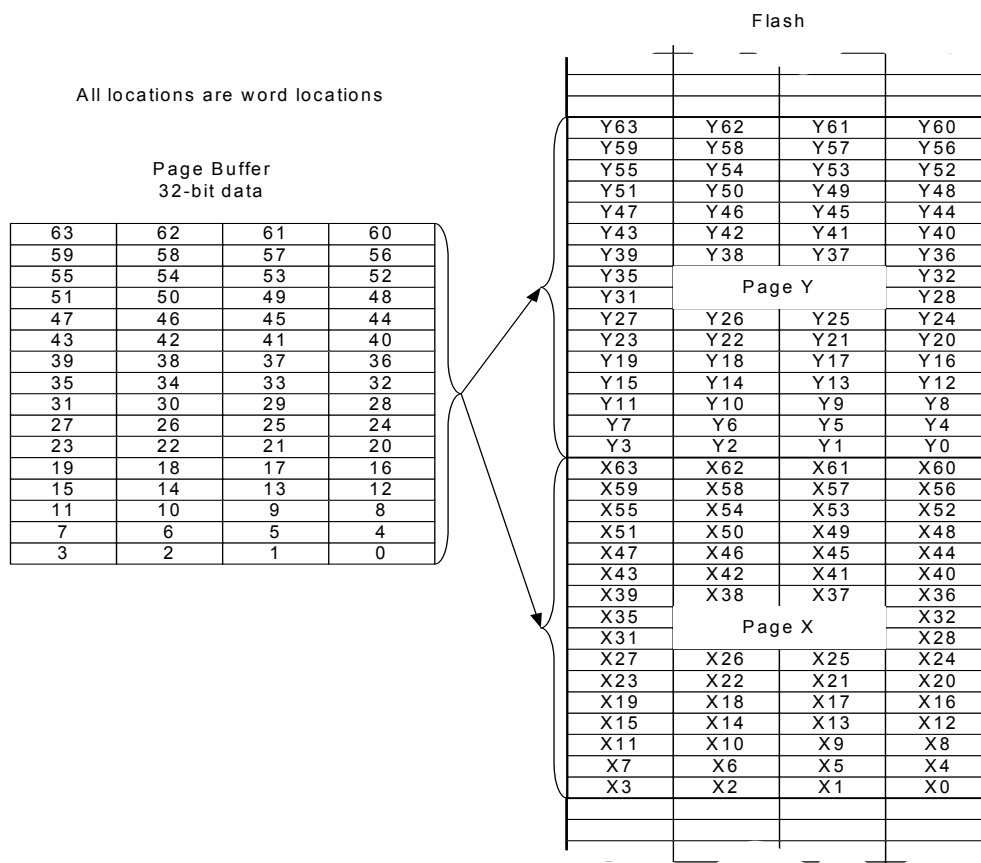 Flash
All locations are word locations
Page Buffer
32-bit data
63 62 61 60
59 58 57 56
55 54 53 52
51 50 49 48
47 46 45 44
43 42 41 40
39 38 37 36
35 34 33 32
31 30 29 28
27 26 25 24
23 22 21 20
19 18 17 16
15 14 13 12
11 10 9 8
7 6 5 4
3 2 1 0
Y63 Y62 Y61 Y60
Y59 Y58 Y57 Y56
Y55 Y54 Y53 Y52
Y51 Y50 Y49 Y48
Y47 Y46 Y45 Y44
Y43 Y42 Y41 Y40
Y39 Y38 Y37 Y36
Y35 Y32
Page Y
Y31 Y28
Y27 Y26 Y25 Y24
Y23 Y22 Y21 Y20
Y19 Y18 Y17 Y16
Y15 Y14 Y13 Y12
Y11 Y10 Y9 Y8
Y7 Y6 Y5 Y4
Y3 Y2 Y1 Y0
X63 X62 X61 X60
X59 X58 X57 X56
X55 X54 X53 X52
X51 X50 X49 X48
X47 X46 X45 X44
X43 X42 X41 X40
X39 X38 X37 X36
X35 X32
Page X
X31 X28
X27 X26 X25 X24
X23 X22 X21 X20
X19 X18 X17 X16
X15 X14 X13 X12
X11 X10 X9 X8
X7 X6 X5 X4
X3 X2 X1 X0